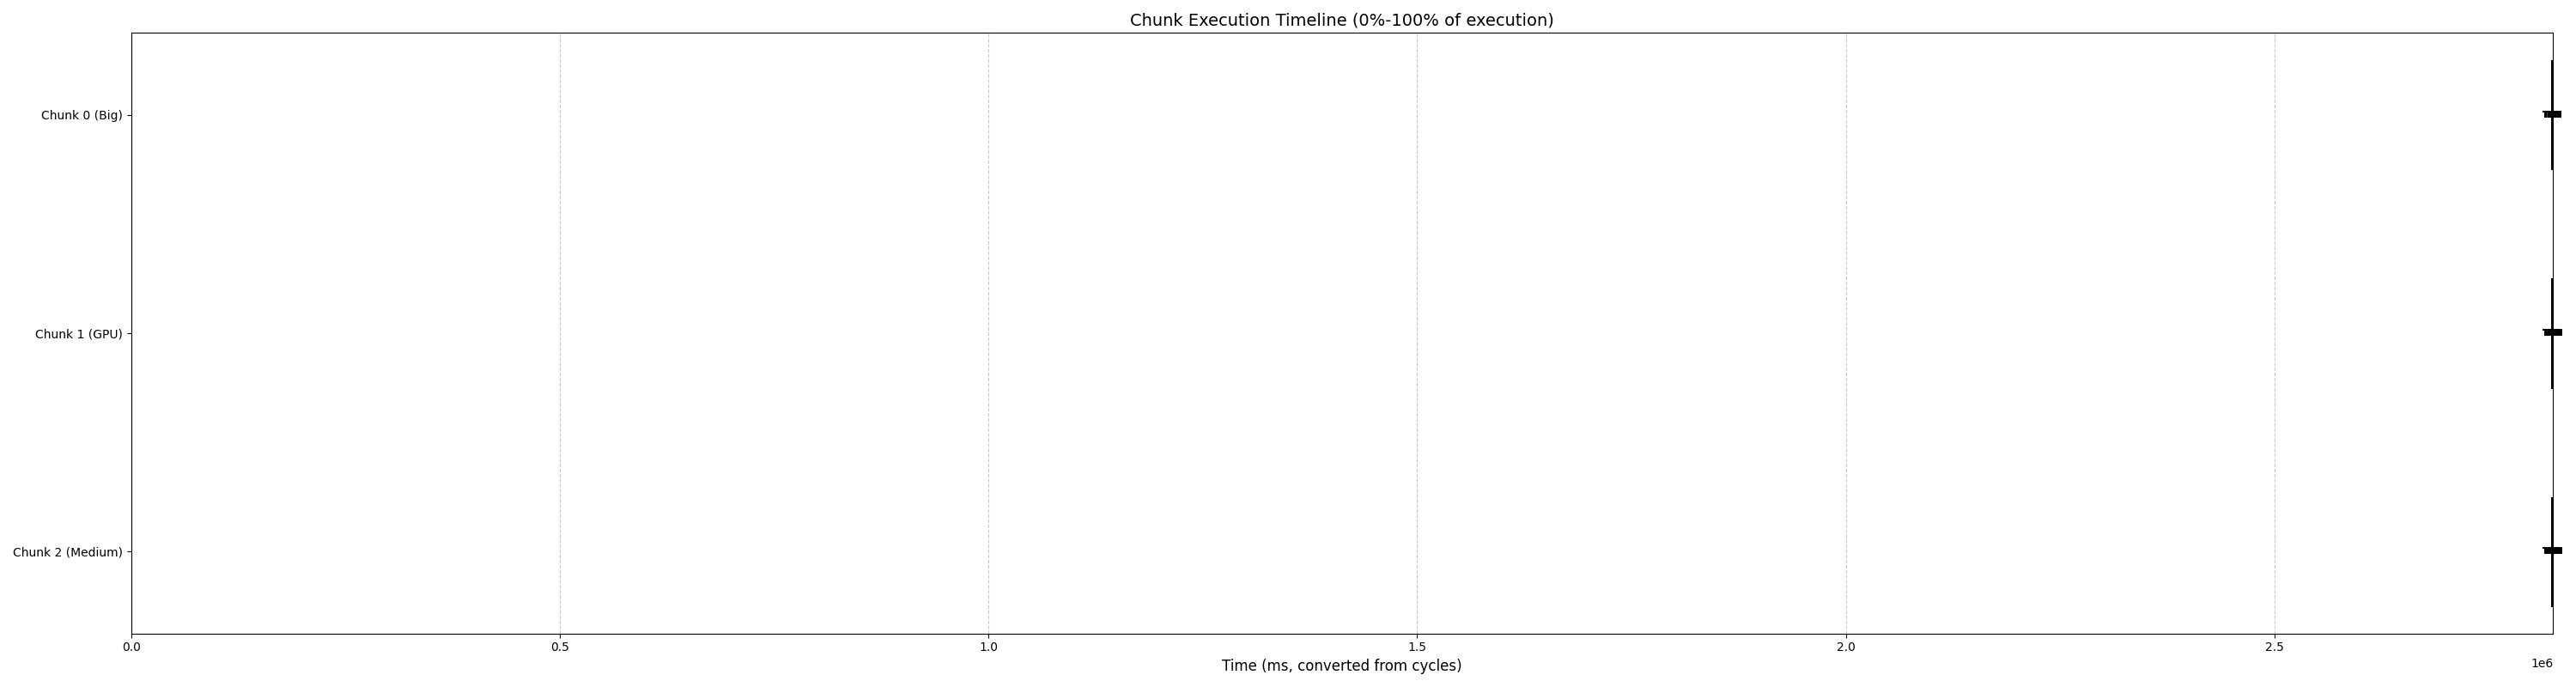 Chunk Execution Timeline (0%-100% of execution)
Chunk 0 (Big)
Chunk 1 (GPU)
Chunk 2 (Medium)
0.0 0.5 1.0 1.5 2.0 2.5
1e6
Time (ms, converted from cycles)